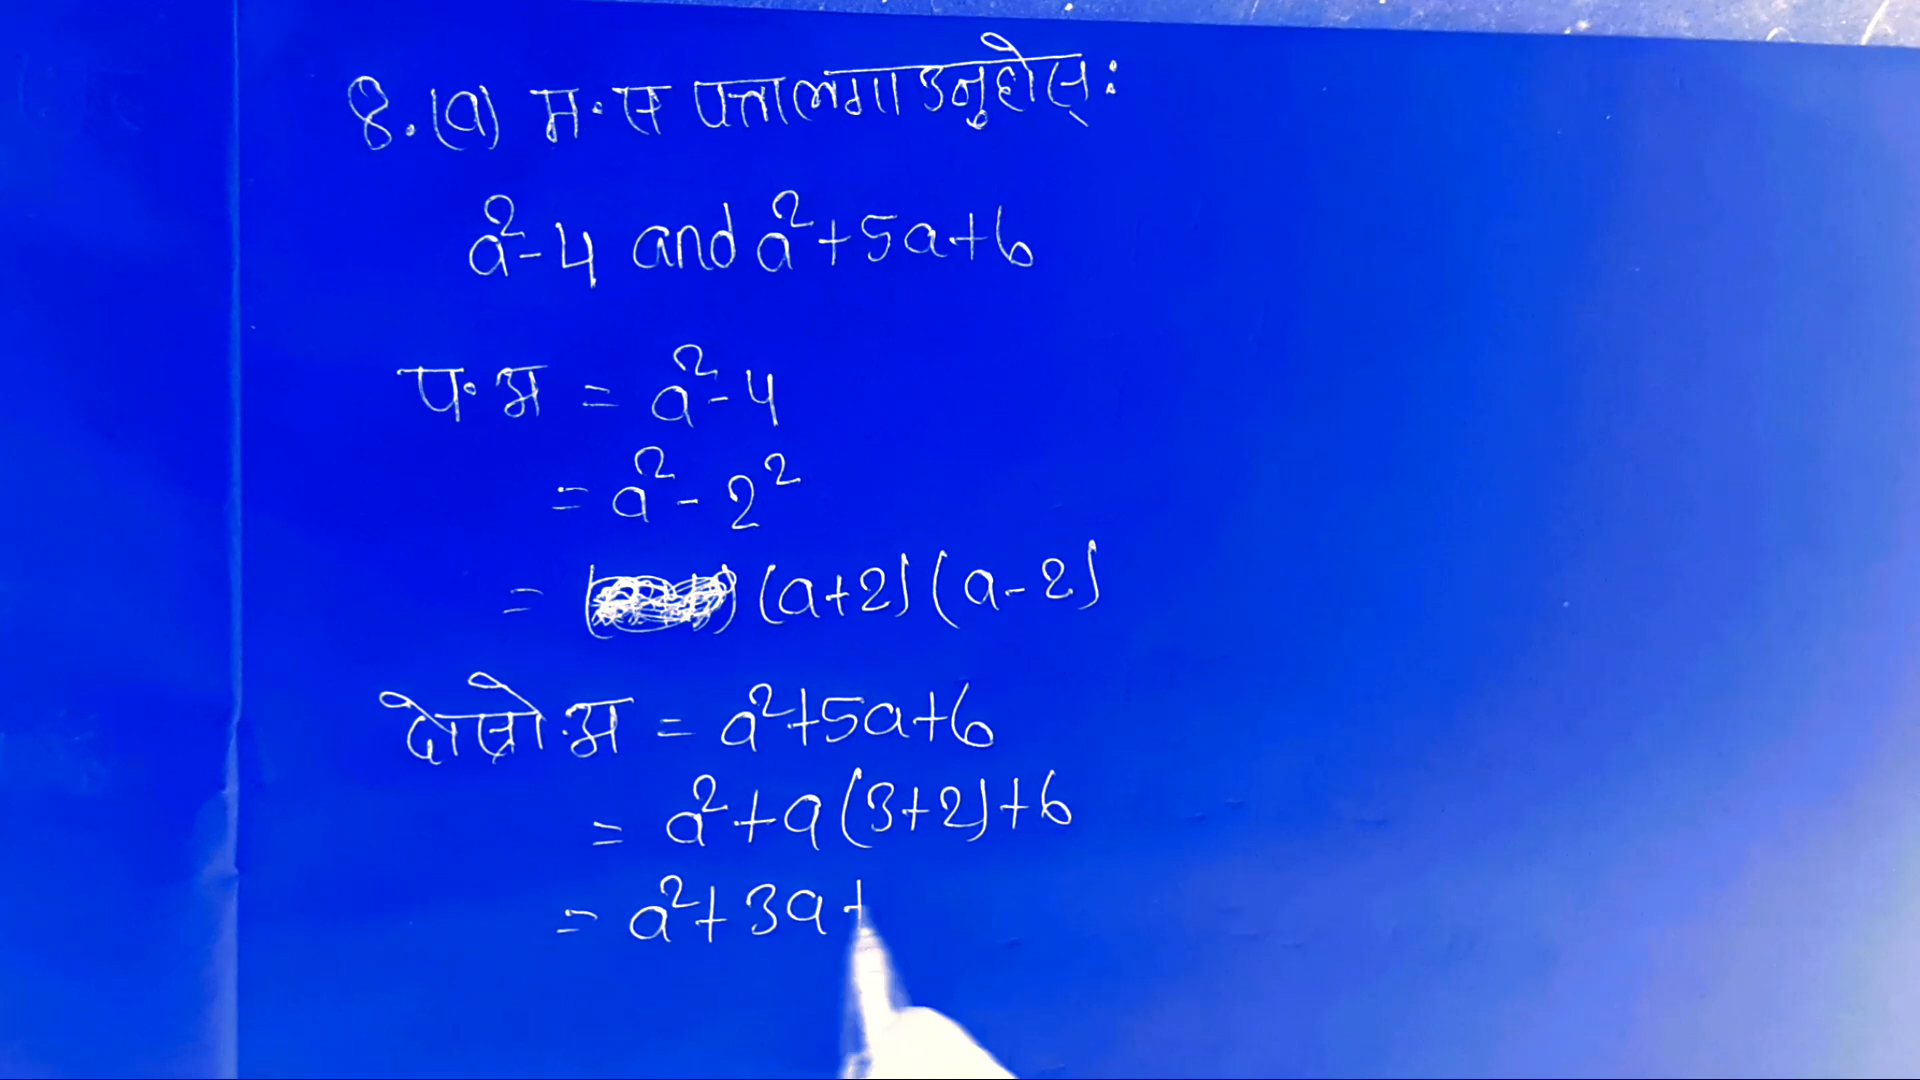 8.(a) म.स पत्ता लगाउनुहोस्:
a²-4 and a²+5a+6
प.अ = a²-4
= a²-2²
= (a+2)(a-2)
दोस्रो.अ = a²+5a+6
= a²+a(3+2)+6
= a²+3a+